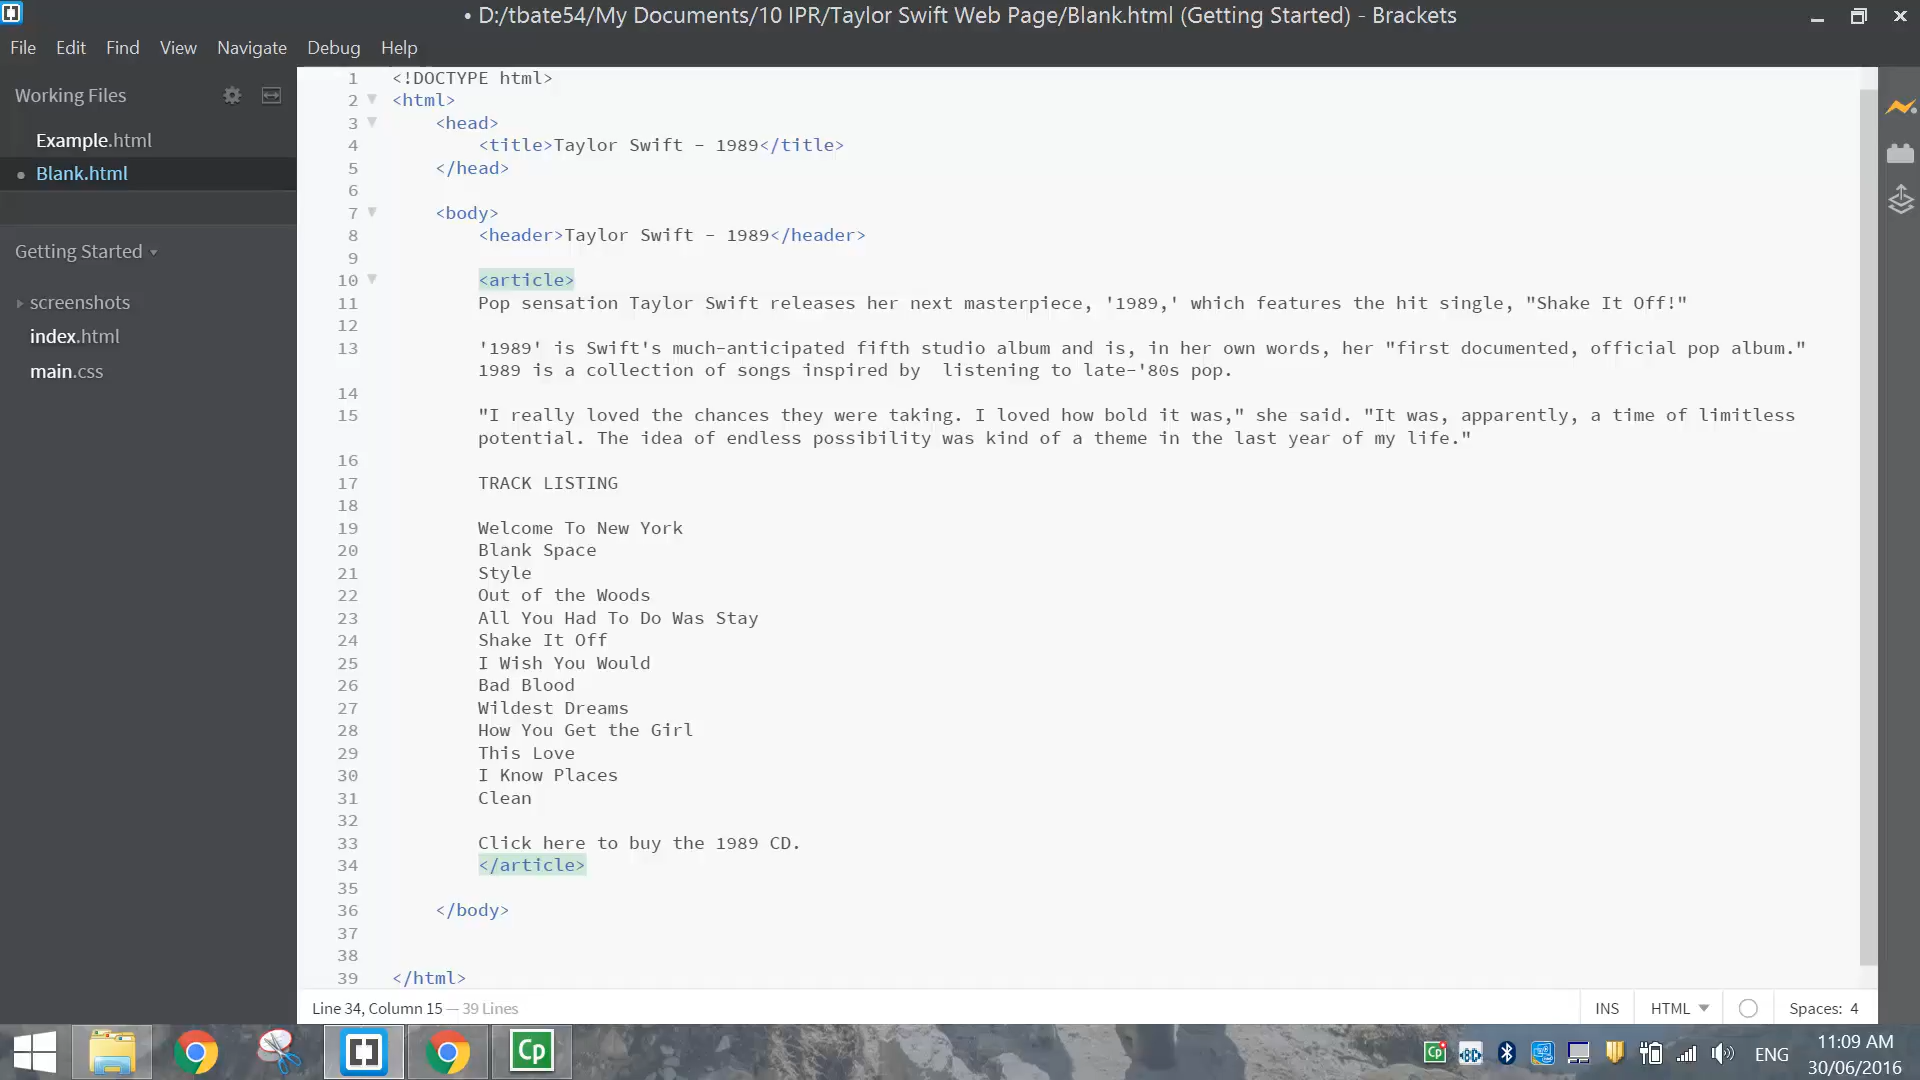 • D:/tbate54/My Documents/10 IPR/Taylor Swift Web Page/Blank.html (Getting Started) - Brackets
File Edit Find View Navigate Debug Help
Working Files
Example.html
• Blank.html
Getting Started
screenshots
index.html
main.css
1 <!DOCTYPE html>
2 <html>
3 <head>
4 <title>Taylor Swift - 1989</title>
5 </head>
6
7 <body>
8 <header>Taylor Swift - 1989</header>
9
10 <article>
11 Pop sensation Taylor Swift releases her next masterpiece, '1989,' which features the hit single, "Shake It Off!"
12
13 '1989' is Swift's much-anticipated fifth studio album and is, in her own words, her "first documented, official pop album."
1989 is a collection of songs inspired by  listening to late-'80s pop.
14
15 "I really loved the chances they were taking. I loved how bold it was," she said. "It was, apparently, a time of limitless
potential. The idea of endless possibility was kind of a theme in the last year of my life."
16
17 TRACK LISTING
18
19 Welcome To New York
20 Blank Space
21 Style
22 Out of the Woods
23 All You Had To Do Was Stay
24 Shake It Off
25 I Wish You Would
26 Bad Blood
27 Wildest Dreams
28 How You Get the Girl
29 This Love
30 I Know Places
31 Clean
32
33 Click here to buy the 1989 CD.
34 </article>
35
36 </body>
37
38
39 </html>
Line 34, Column 15 — 39 Lines
INS HTML Spaces: 4
Cp
Cp
ENG
11:09 AM
30/06/2016